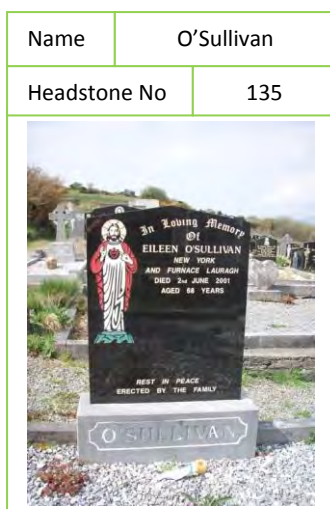 Name O’Sullivan
Headstone No 135
In Loving Memory
Of
EILEEN O'SULLIVAN
NEW YORK
AND FURNACE LAURAGH
DIED 2ND JUNE 2001
AGED 68 YEARS
REST IN PEACE
ERECTED BY THE FAMILY
O'SULLIVAN